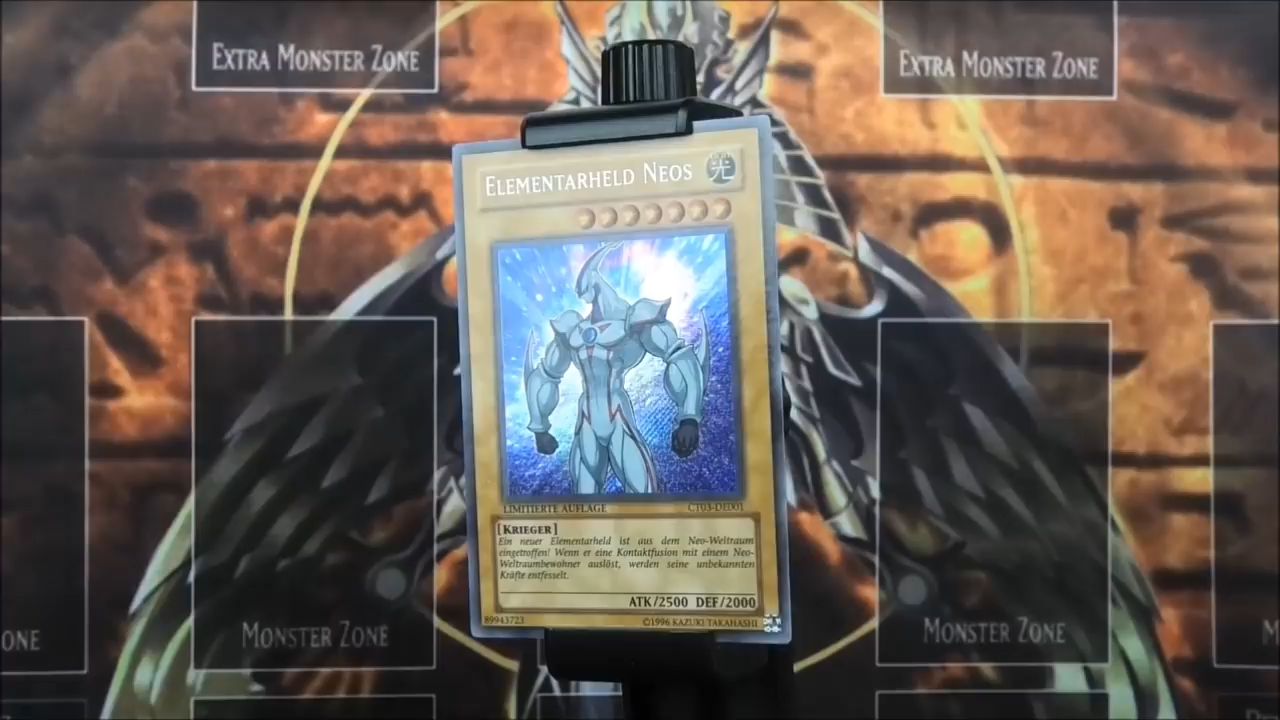 EXTRA MONSTER ZONE
EXTRA MONSTER ZONE
ELEMENTARHELD NEOS 光
LIMITIERTE AUFLAGE CT03-DE001
[KRIEGER]
Ein neuer Elementarheld ist aus dem Neo-Weltraum
eingetroffen! Wenn er eine Kontaktfusion mit einem Neo-
Weltraumbewohner auslöst, werden seine unbekannten
Kräfte entfesselt.
ATK/2500 DEF/2000
89943723 ©1996 KAZUKI TAKAHASHI
ONE
MONSTER ZONE
MONSTER ZONE
M